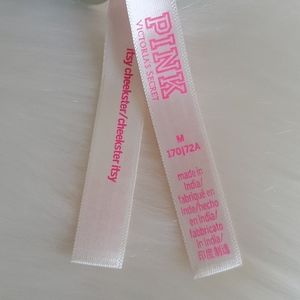 itsy cheekster/cheekster itsy
PINK
VICTORIA'S SECRET
M
170|72A
made in
India/
fabriqué en
Inde/hecho
en India/
fabbricato
in India/
印度制造